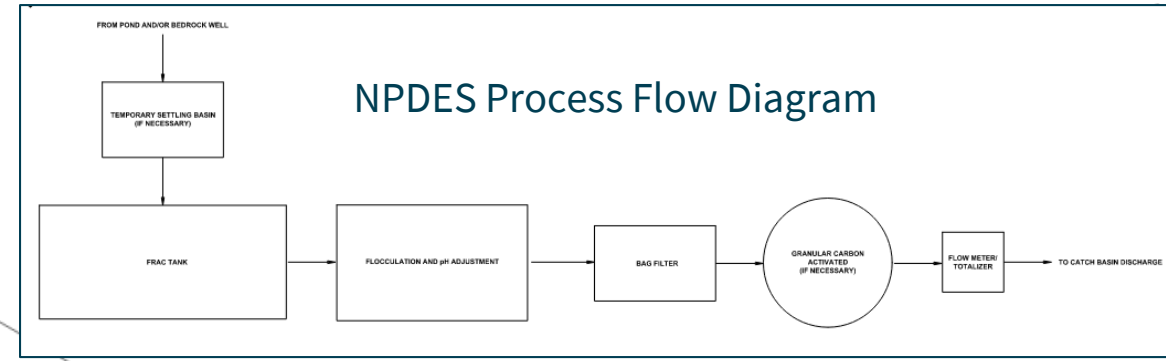 FROM POND AND/OR BEDROCK WELL
NPDES Process Flow Diagram
TEMPORARY SETTLING BASIN
(IF NECESSARY)
FRAC TANK
FLOCCULATION AND pH ADJUSTMENT
BAG FILTER
GRANULAR CARBON
ACTIVATED
(IF NECESSARY)
FLOW METER/
TOTALIZER
TO CATCH BASIN DISCHARGE